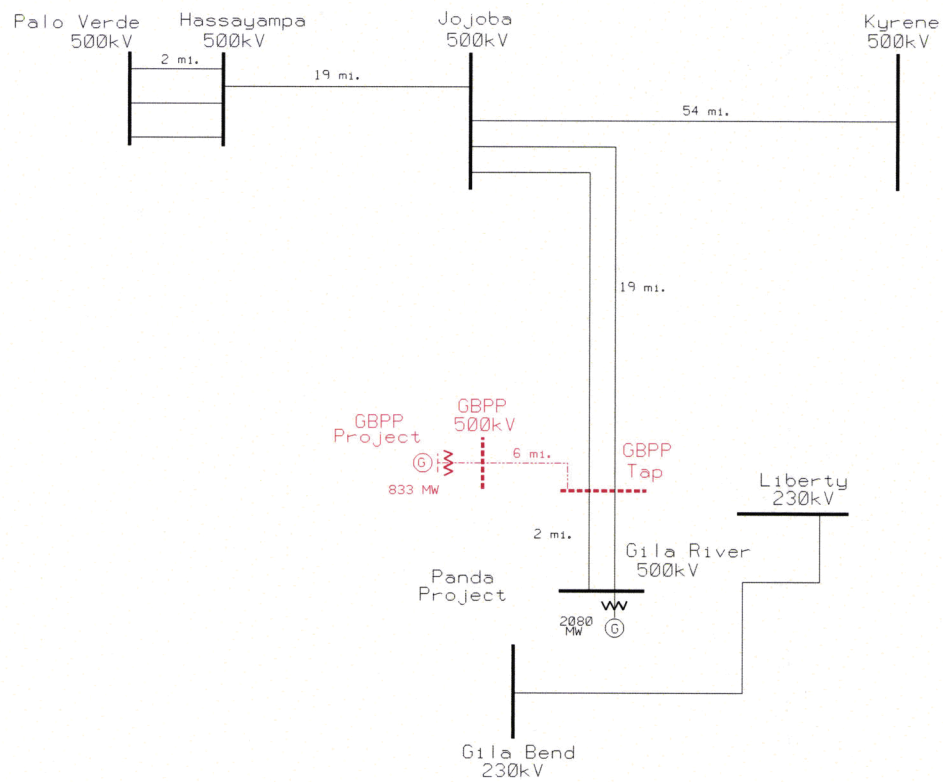 Palo Verde
500kV
Hassayampa
500kV
Jojoba
500kV
Kyrene
500kV
2 mi.
19 mi.
54 mi.
19 mi.
GBPP
Project
GBPP
500kV
6 mi.
GBPP
Tap
G
833 MW
Liberty
230kV
2 mi.
Gila River
500kV
Panda
Project
2080
MW
G
Gila Bend
230kV